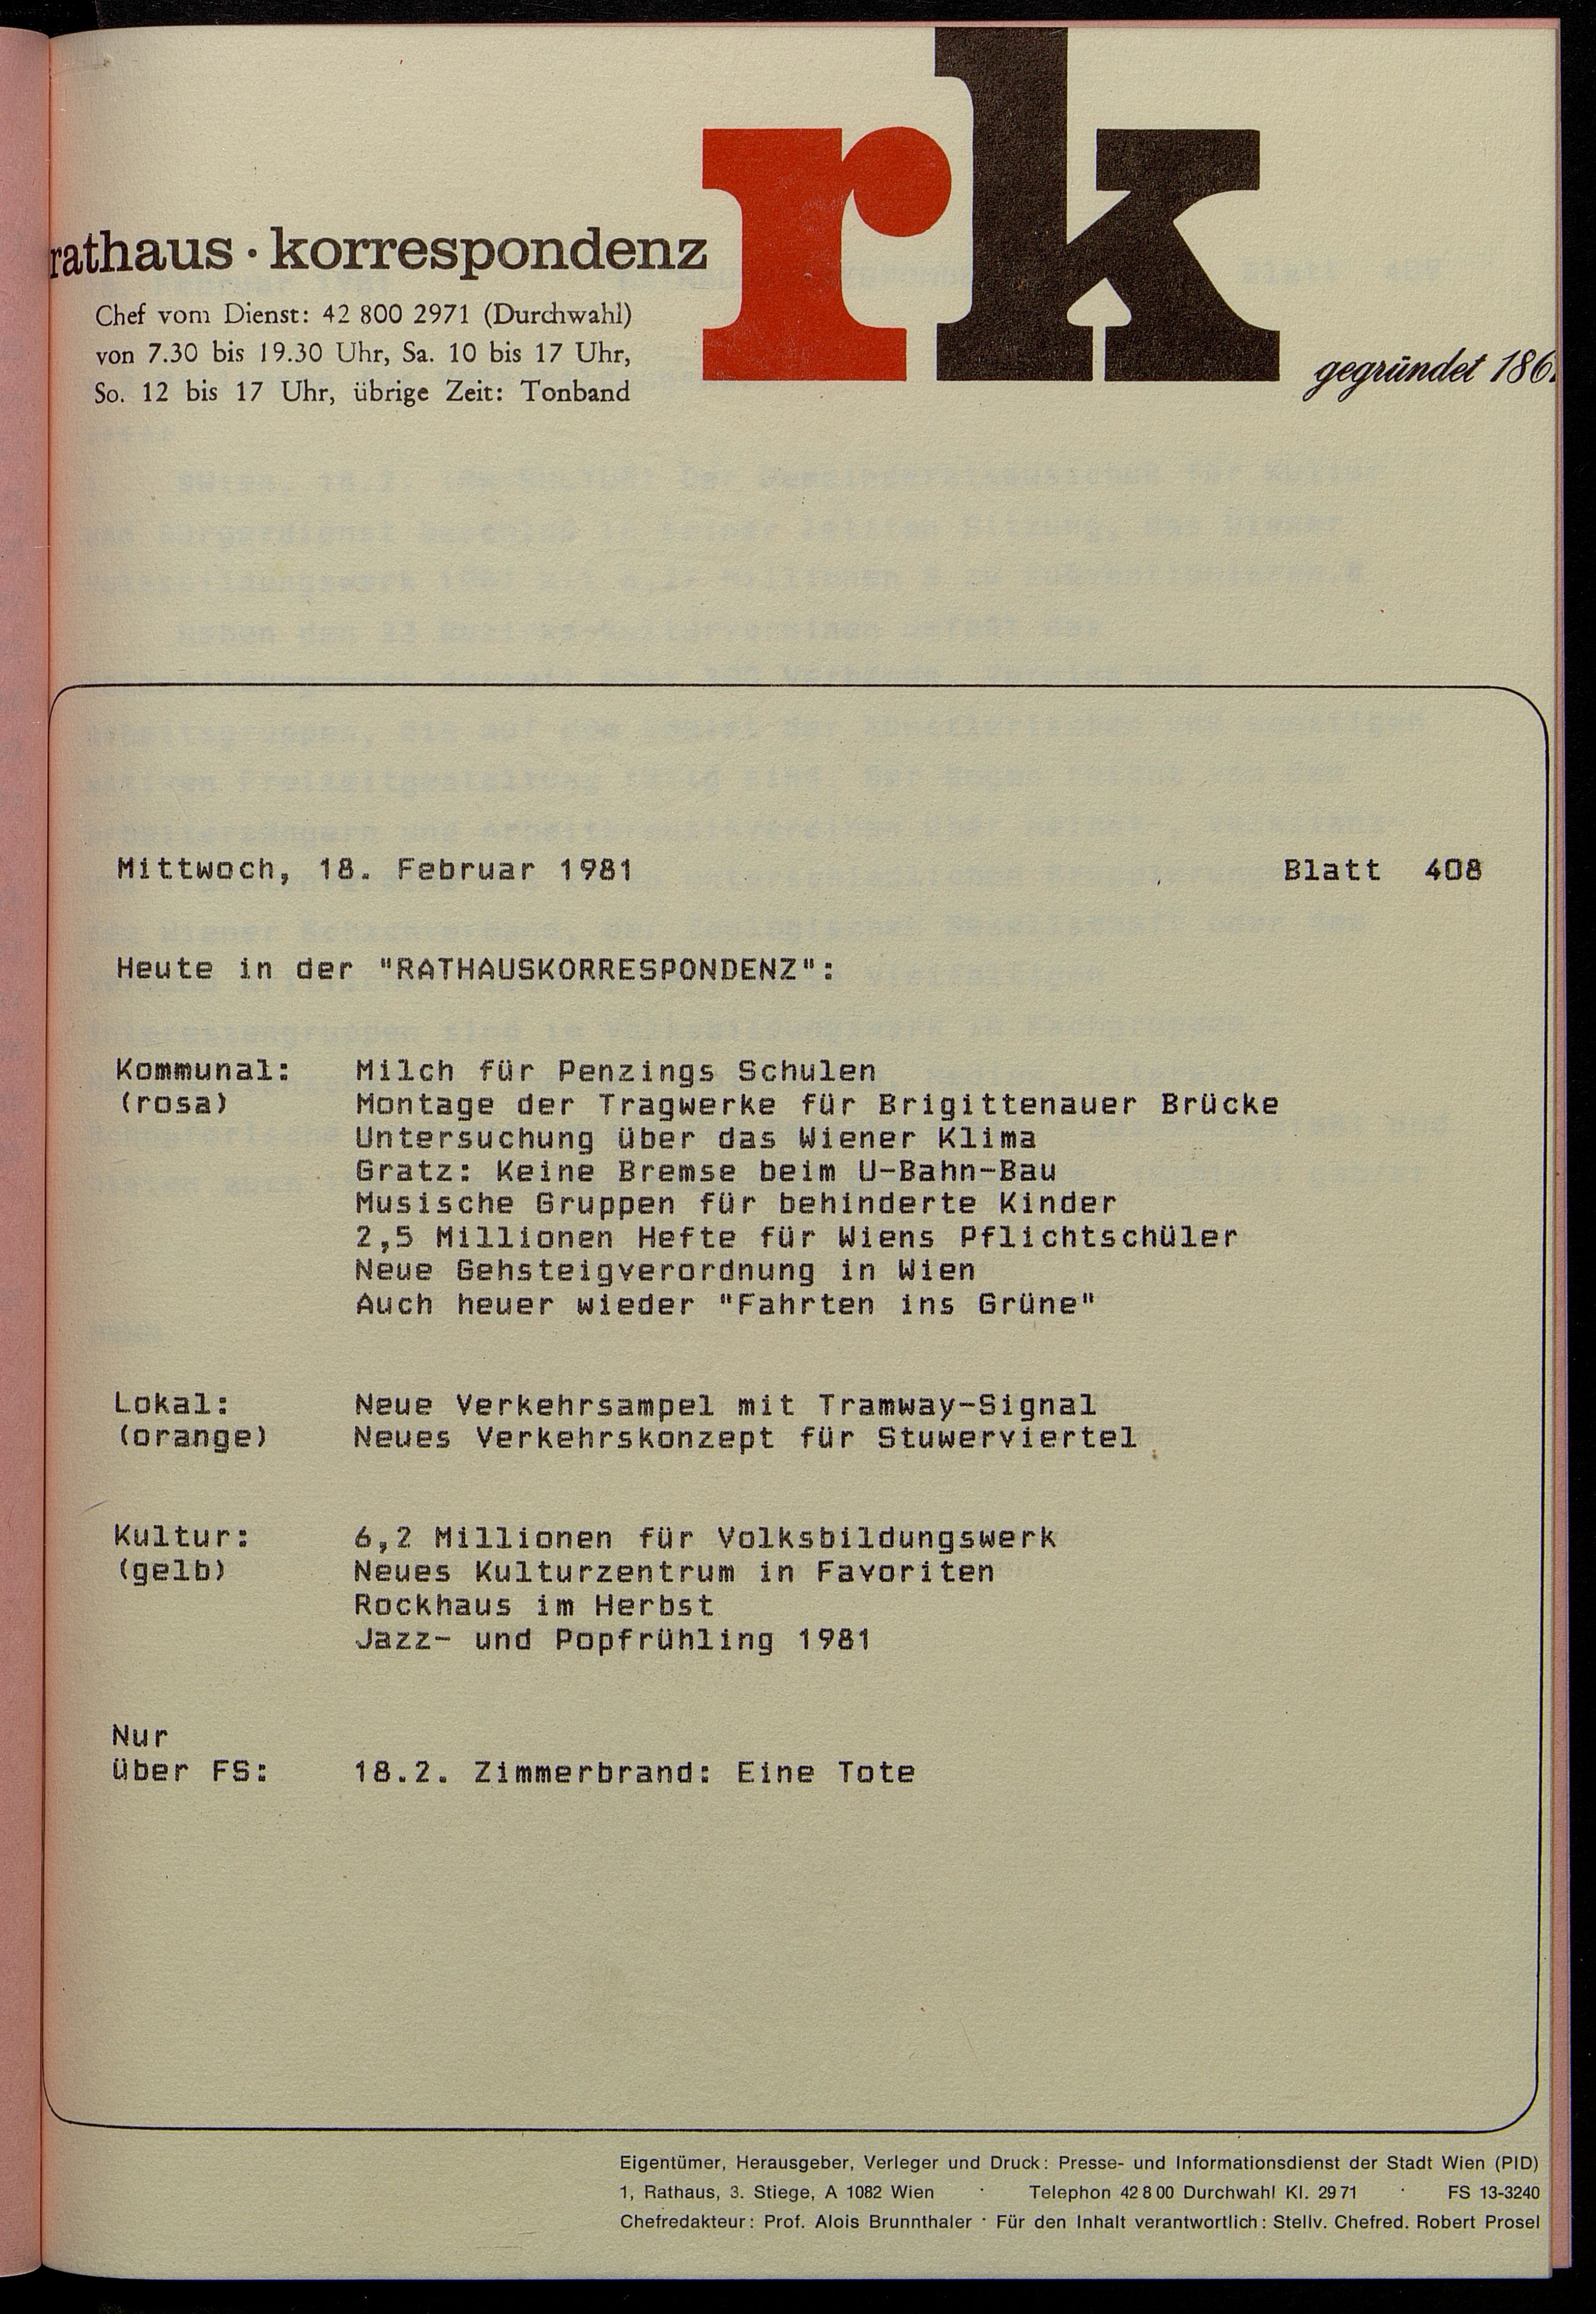 rk
rathaus · korrespondenz
Chef vom Dienst: 42 800 2971 (Durchwahl)
von 7.30 bis 19.30 Uhr, Sa. 10 bis 17 Uhr,
So. 12 bis 17 Uhr, übrige Zeit: Tonband
gegründet
Mittwoch, 18. Februar 1981 Blatt 408
Heute in der "RATHAUSKORRESPONDENZ":
Kommunal: Milch für Penzings Schulen
(rosa) Montage der Tragwerke für Brigittenauer Brücke
Untersuchung über das Wiener Klima
Gratz: Keine Bremse beim U-Bahn-Bau
Musische Gruppen für behinderte Kinder
2,5 Millionen Hefte für Wiens Pflichtschüler
Neue Gehsteigverordnung in Wien
Auch heuer wieder "Fahrten ins Grüne"
Lokal: Neue Verkehrsampel mit Tramway-Signal
(orange) Neues Verkehrskonzept für Stuwerviertel
Kultur: 6,2 Millionen für Volksbildungswerk
(gelb) Neues Kulturzentrum in Favoriten
Rockhaus im Herbst
Jazz- und Popfrühling 1981
Nur
über FS: 18.2. Zimmerbrand: Eine Tote
Eigentümer, Herausgeber, Verleger und Druck: Presse- und Informationsdienst der Stadt Wien (PID)
1, Rathaus, 3. Stiege, A 1082 Wien · Telephon 42 8 00 Durchwahl Kl. 29 71 · FS 13-3240
Chefredakteur: Prof. Alois Brunnthaler · Für den Inhalt verantwortlich: Stellv. Chefred. Robert Prosel